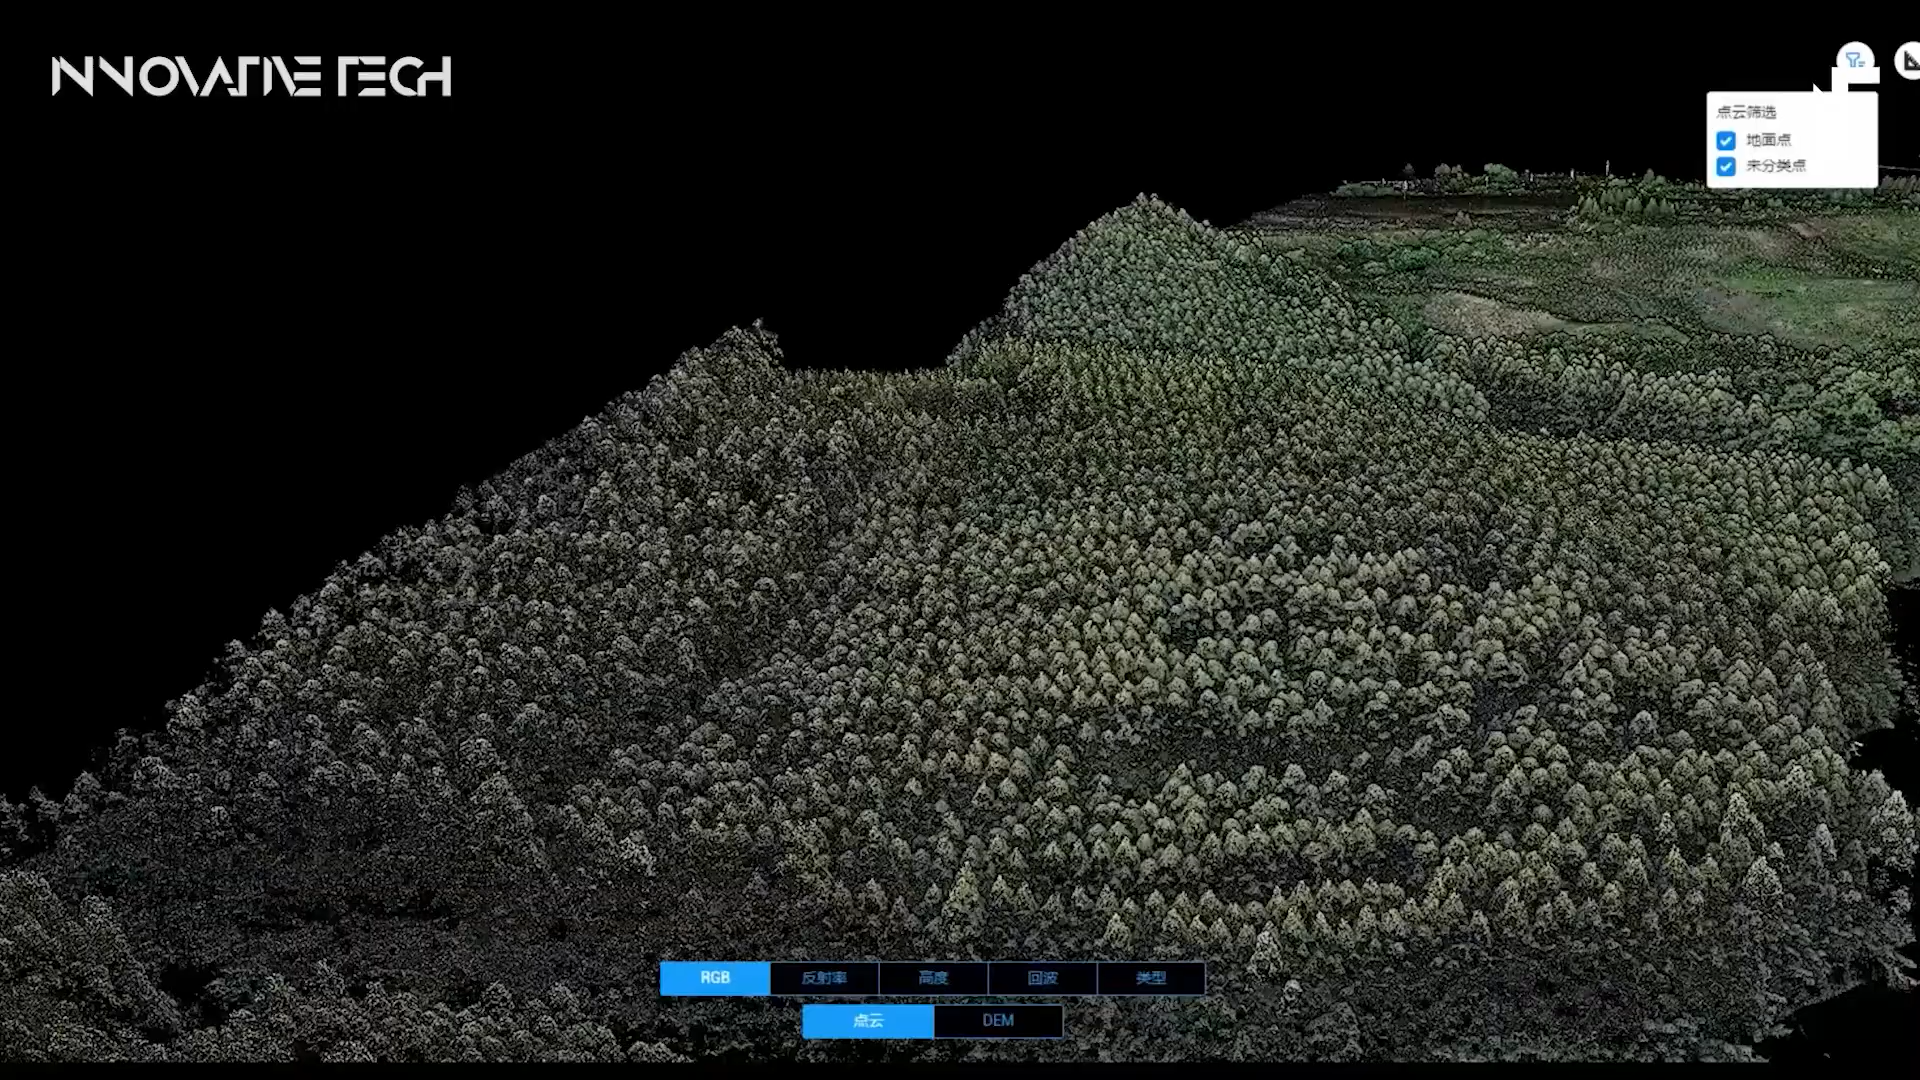 INNOVATIVE TECH
点云筛选
地面点
未分类点
RGB 反射率 高度 回波 类型
点云 DEM